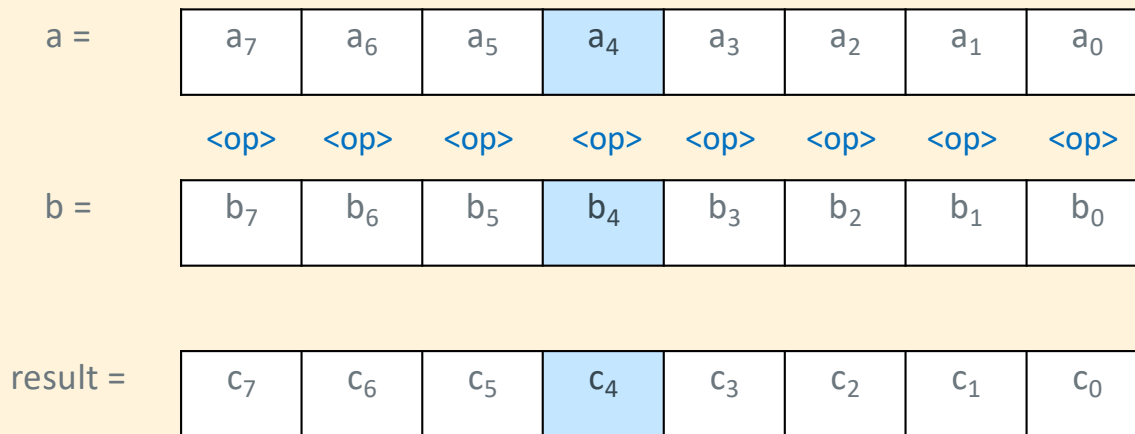 a = a₇ a₆ a₅ a₄ a₃ a₂ a₁ a₀
<op> <op> <op> <op> <op> <op> <op> <op>
b = b₇ b₆ b₅ b₄ b₃ b₂ b₁ b₀
result = c₇ c₆ c₅ c₄ c₃ c₂ c₁ c₀